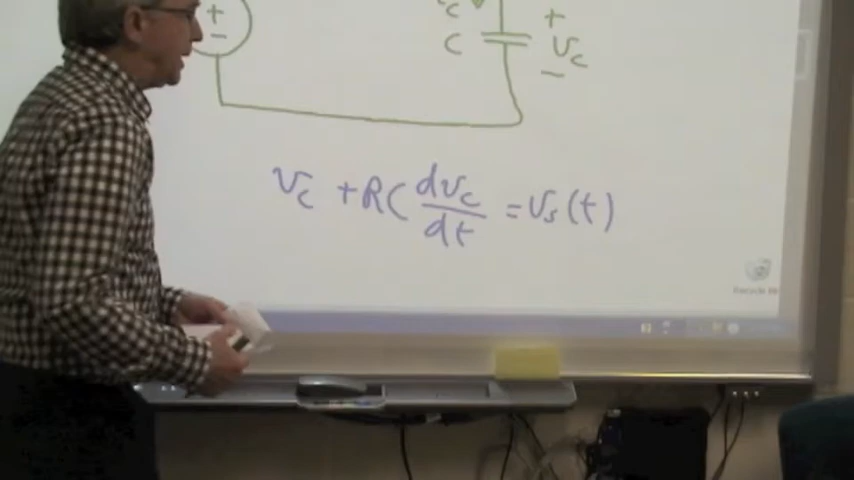 +
−
C
C
+
Vc
−
Vc + RC dVc/dt = Vs(t)